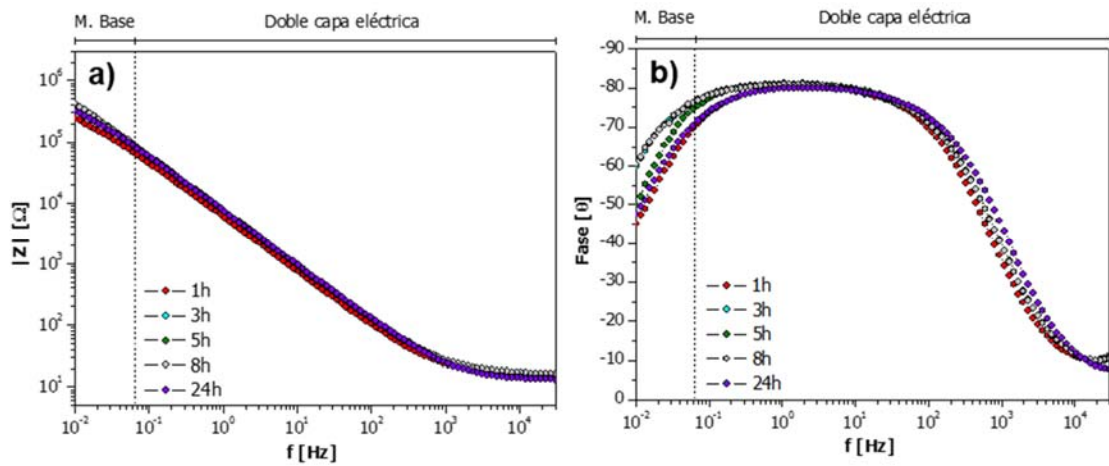 M. Base Doble capa eléctrica
a)
10^6
10^5
10^4
10^3
10^2
10^1
|Z| [Ω]
1h
3h
5h
8h
24h
10^-2 10^-1 10^0 10^1 10^2 10^3 10^4
f [Hz]
M. Base Doble capa eléctrica
b)
-90
-80
-70
-60
-50
-40
-30
-20
-10
0
Fase [θ]
1h
3h
5h
8h
24h
10^-2 10^-1 10^0 10^1 10^2 10^3 10^4
f [Hz]